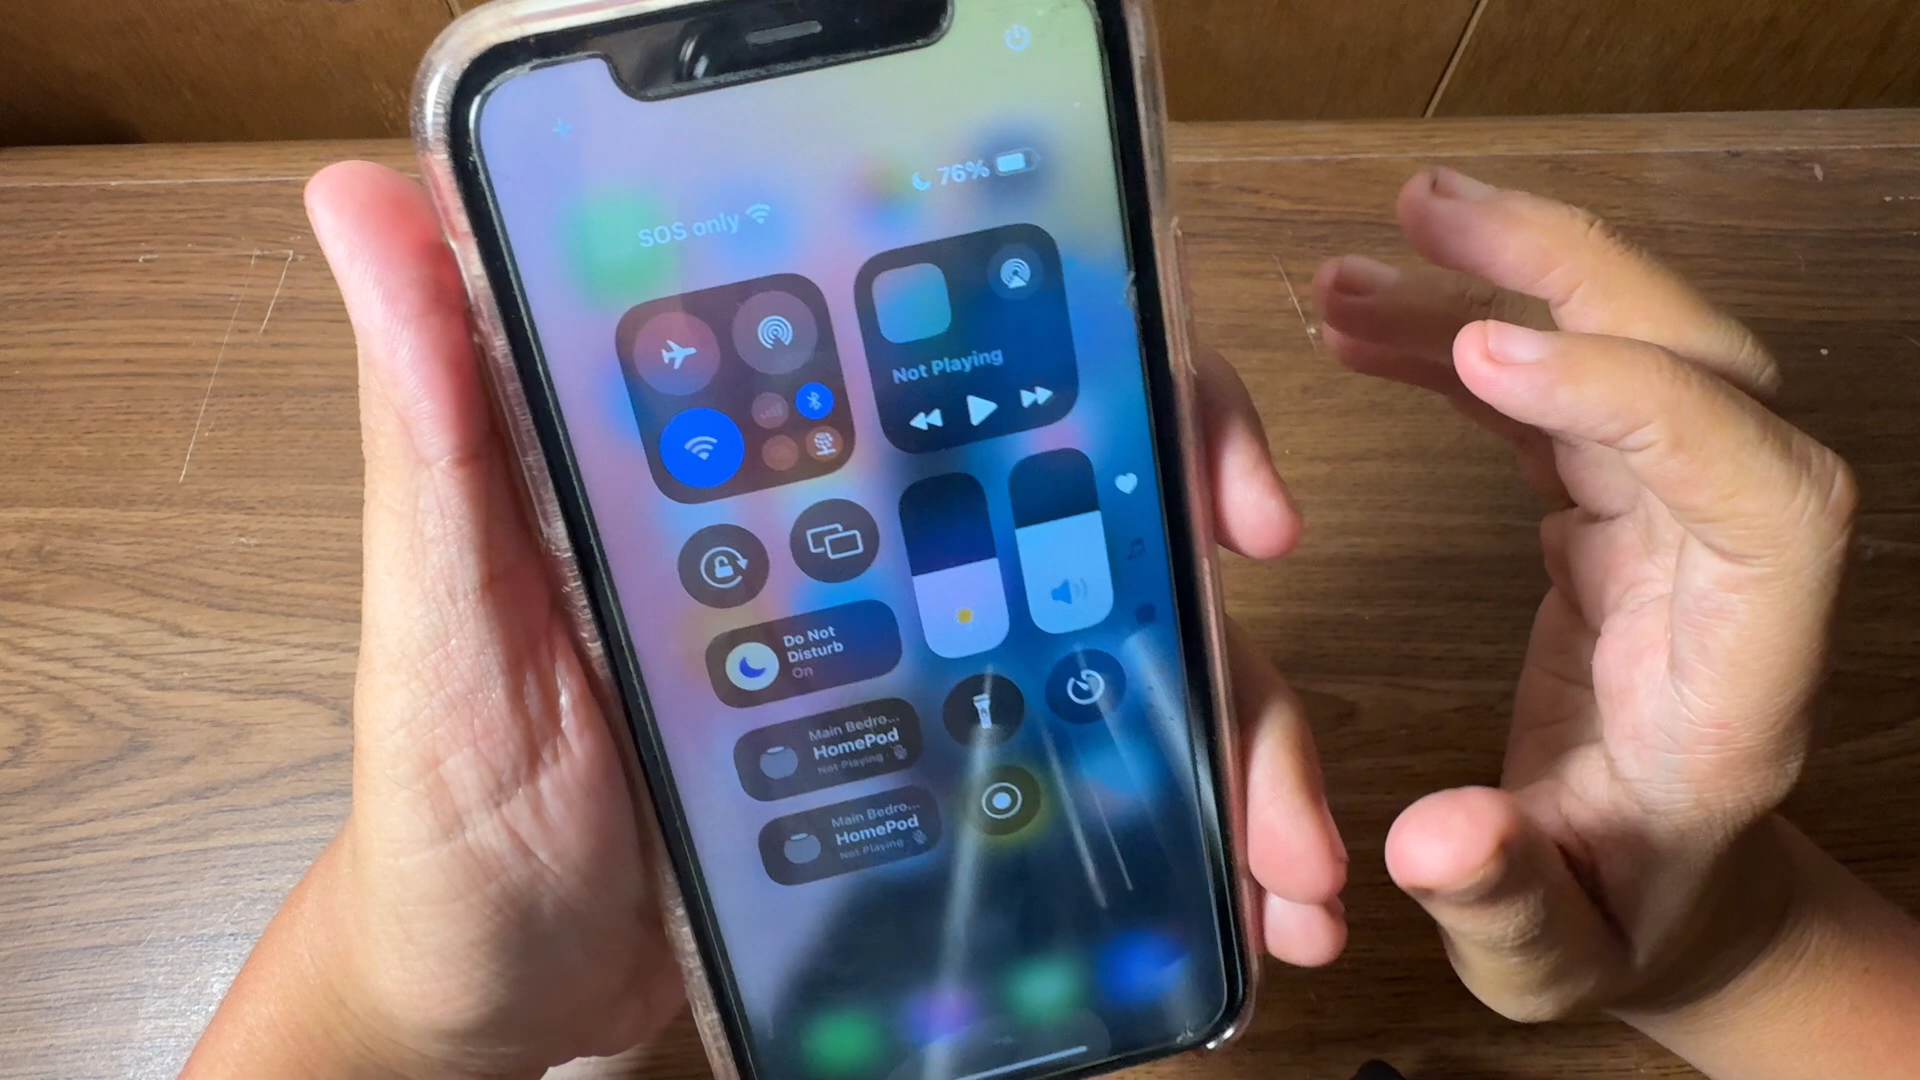 76%
SOS only
Not Playing
Do Not
Disturb
On
Main Bedro...
HomePod
Not Playing
Main Bedro...
HomePod
Not Playing